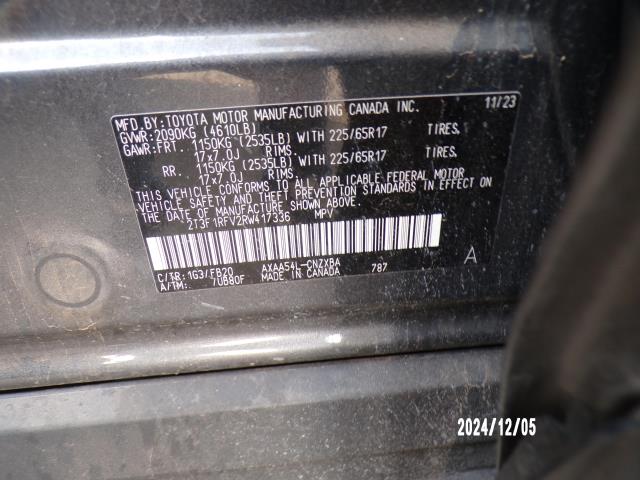 MFD.BY: TOYOTA MOTOR MANUFACTURING CANADA INC. 11/23
GVWR: 2090KG (4610LB)
GAWR: FRT. 1150KG (2535LB) WITH 225/65R17 TIRES.
17x7.0J RIMS.
RR. 1150KG (2535LB) WITH 225/65R17 TIRES.
17x7.0J RIMS.
THIS VEHICLE CONFORMS TO ALL APPLICABLE FEDERAL MOTOR
VEHICLE SAFETY AND THEFT PREVENTION STANDARDS IN EFFECT ON
THE DATE OF MANUFACTURE SHOWN ABOVE.
2T3F1RFV2RW417336 MPV
C/TR: 1G3/FB20 AXAA54L-CNZXBA 787 A
A/TM: /UB80F MADE IN CANADA
2024/12/05